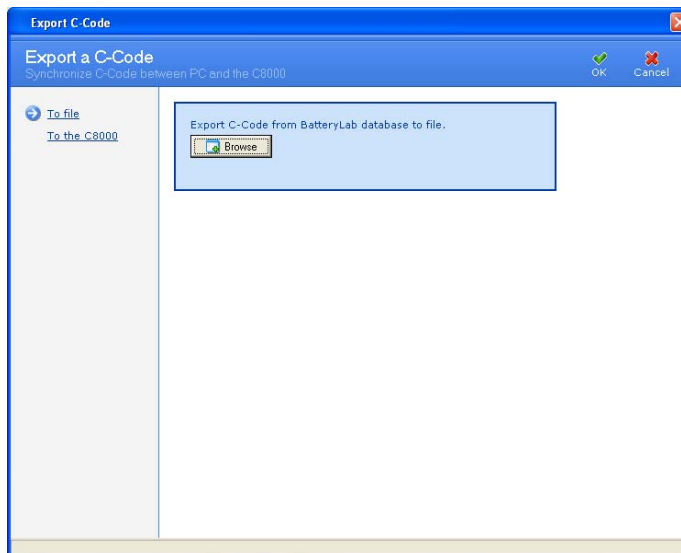 Export C-Code
Export a C-Code
Synchronize C-Code between PC and the C8000
OK
Cancel
To file
To the C8000
Export C-Code from BatteryLab database to file.
Browse